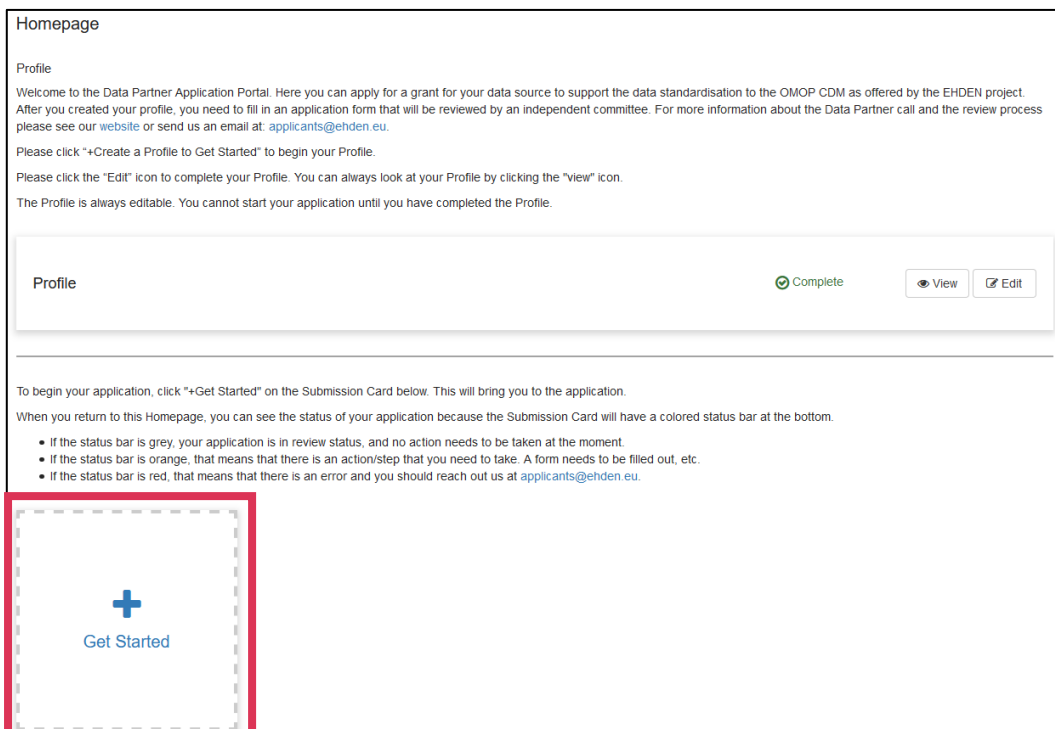 Homepage
Profile
Welcome to the Data Partner Application Portal. Here you can apply for a grant for your data source to support the data standardisation to the OMOP CDM as offered by the EHDEN project.
After you created your profile, you need to fill in an application form that will be reviewed by an independent committee. For more information about the Data Partner call and the review process
please see our website or send us an email at: applicants@ehden.eu.
Please click “+Create a Profile to Get Started” to begin your Profile.
Please click the “Edit” icon to complete your Profile. You can always look at your Profile by clicking the "view" icon.
The Profile is always editable. You cannot start your application until you have completed the Profile.
Profile Complete View Edit
To begin your application, click "+Get Started" on the Submission Card below. This will bring you to the application.
When you return to this Homepage, you can see the status of your application because the Submission Card will have a colored status bar at the bottom.
• If the status bar is grey, your application is in review status, and no action needs to be taken at the moment.
• If the status bar is orange, that means that there is an action/step that you need to take. A form needs to be filled out, etc.
• If the status bar is red, that means that there is an error and you should reach out us at applicants@ehden.eu.
Get Started